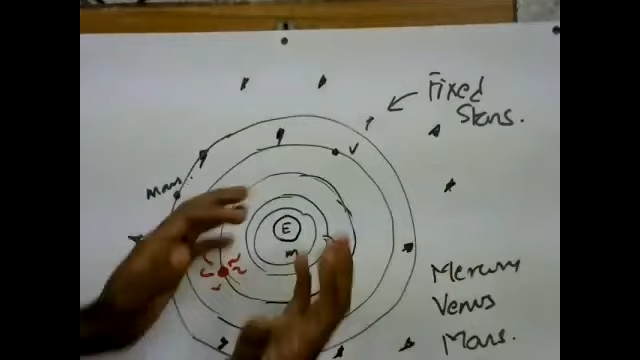 Fixed
Stars.
V
Mars.
E
m
Mercury
Venus
Mars.